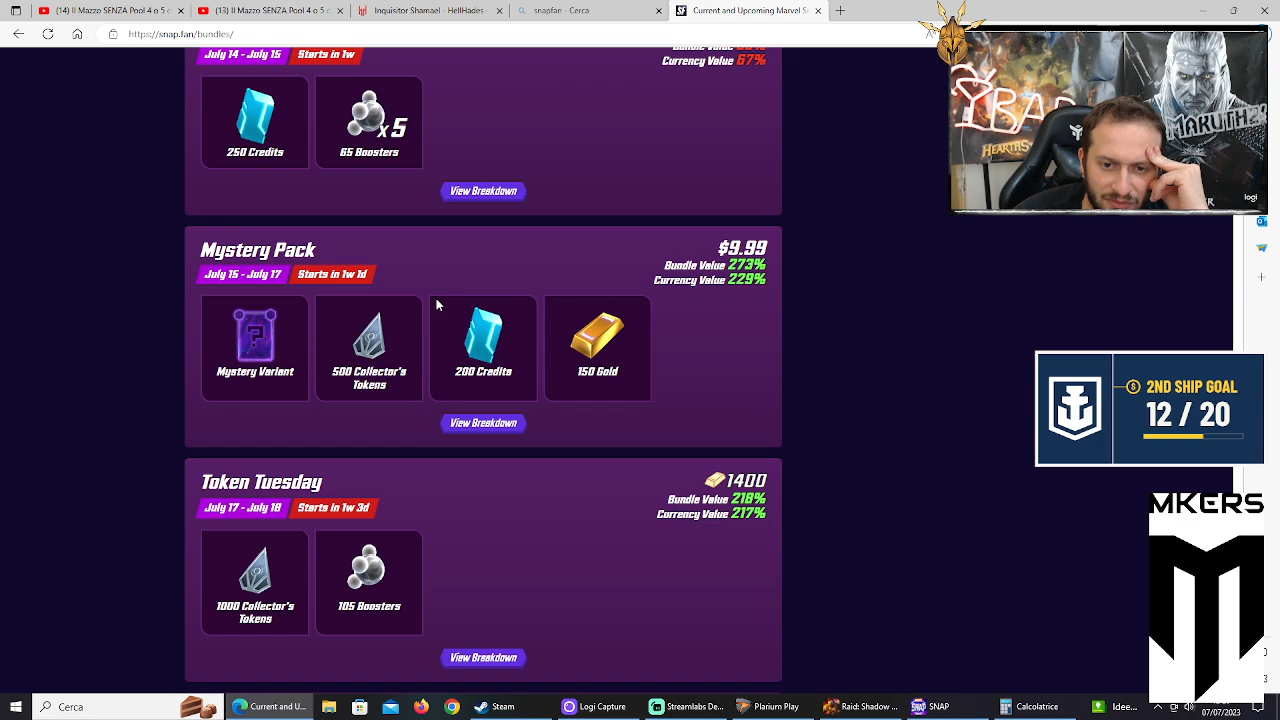 (14) Il Mazzo SENZA Pool 4 o 5 c
(13) Il Mazzo SENZA Pool 4 o 5 c
Inquisitor Shamael - HellHades
snapfan - Cerca
Current and Upcoming Marvel S
https://snap.fan/bundles/
July 14 - July 15
Starts in 1w
Currency Value 67%
250 Credits
x5
65 Boosters
View Breakdown
HEARTHS
MAKUTH2
logi
Mystery Pack
$9.99
July 15 - July 17
Starts in 1w 1d
Bundle Value 273%
Currency Value 229%
Mystery Variant
500 Collector's
Tokens
200 Credits
150 Gold
View Breakdown
2ND SHIP GOAL
12 / 20
Token Tuesday
1400
July 17 - July 18
Starts in 1w 3d
Bundle Value 218%
Currency Value 217%
MKERS
1000 Collector's
Tokens
105 Boosters
View Breakdown
Cerca
Current and U...
Steam
Logi Capture
Streamlabs De...
Plarium Play
Raid: Shadow ...
SNAP
Calcolatrice
Idee...
07/07/2023